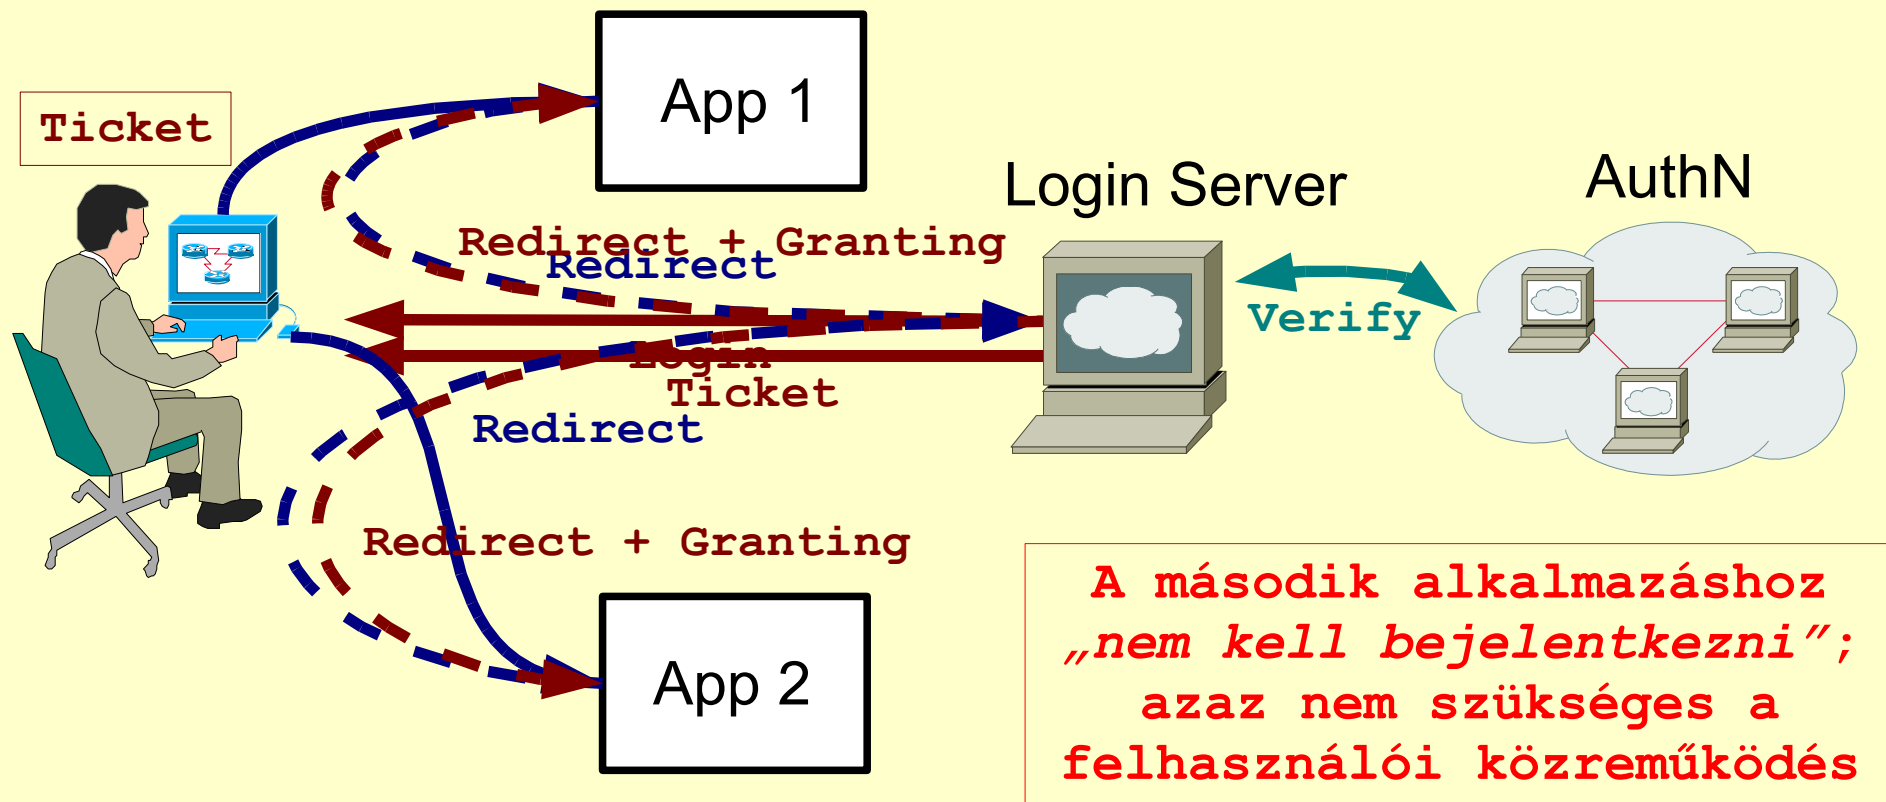 App 1
Ticket
Login Server
AuthN
Redirect + Granting
Redirect
Verify
Login
Ticket
Redirect
Redirect + Granting
App 2
A második alkalmazáshoz
„nem kell bejelentkezni”;
azaz nem szükséges a
felhasználói közreműködés